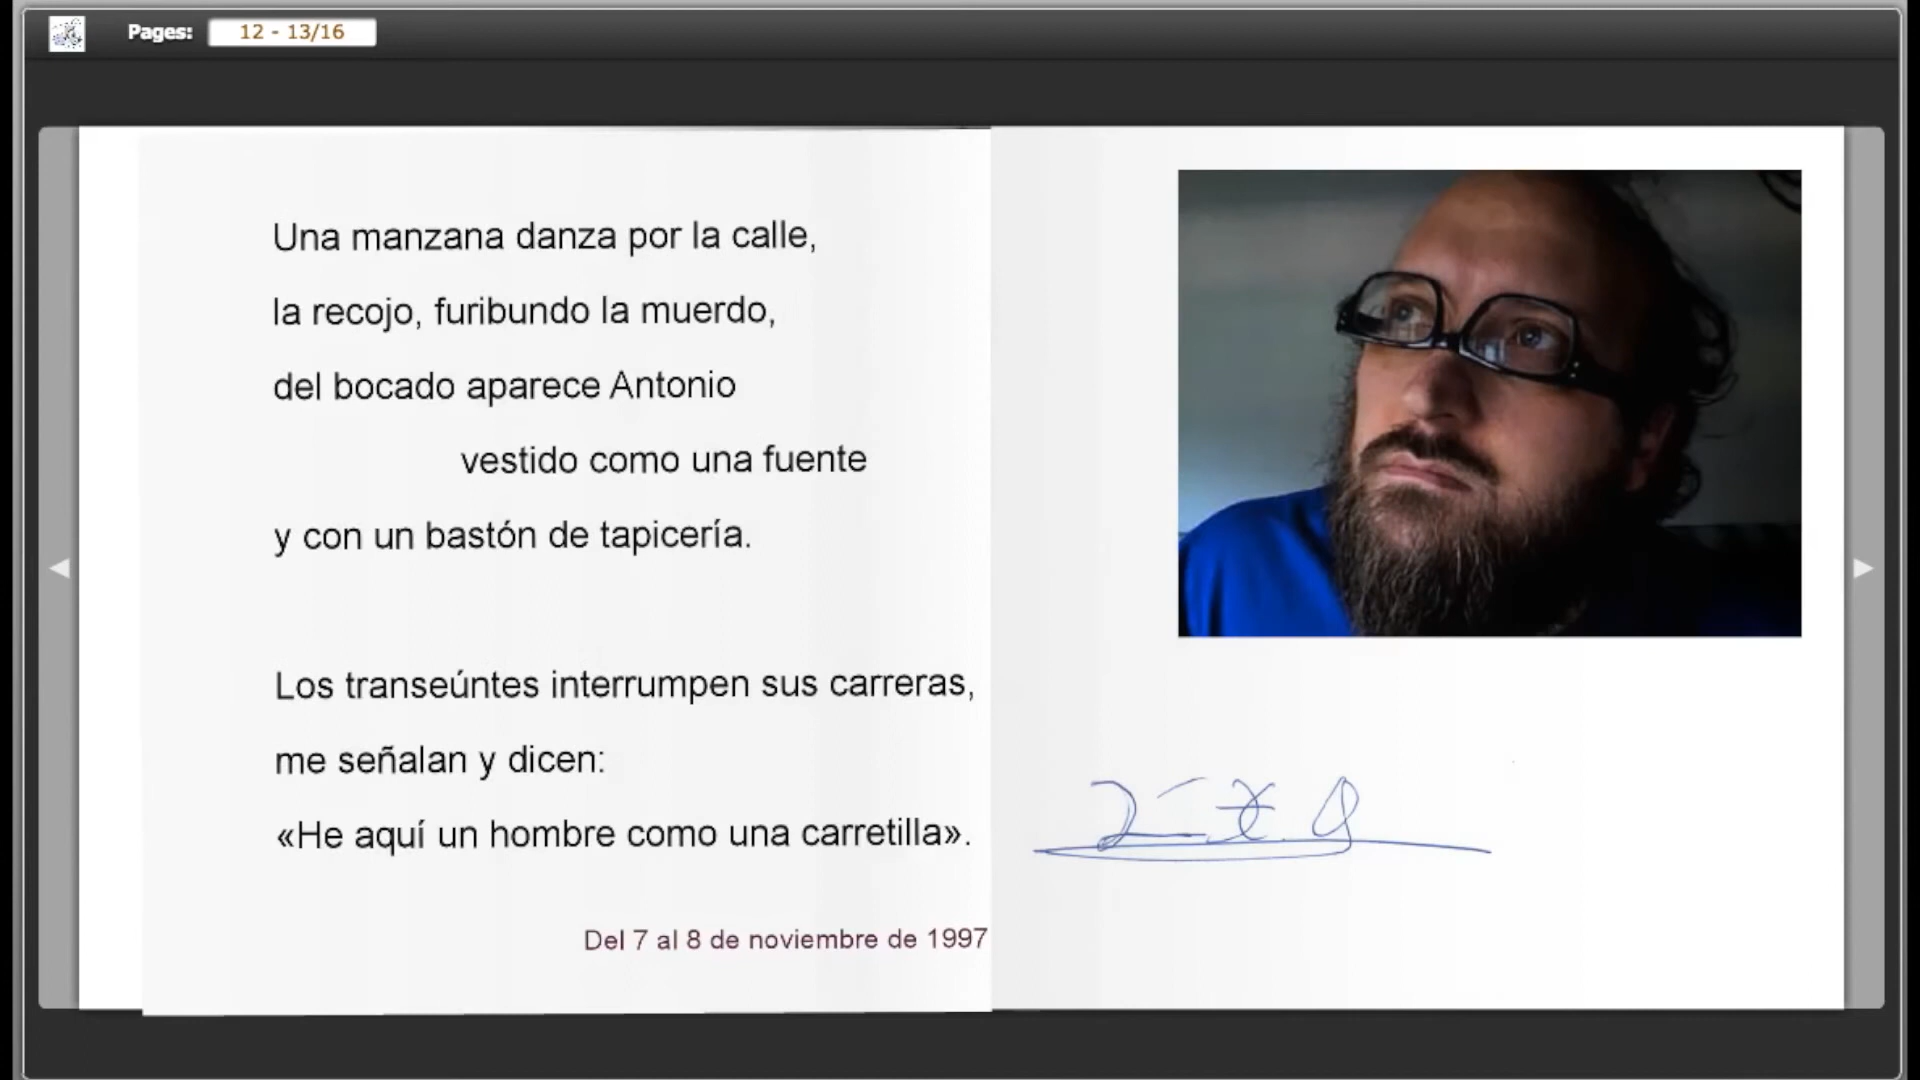 Pages: 12 - 13/16
Una manzana danza por la calle,
la recojo, furibundo la muerdo,
del bocado aparece Antonio
vestido como una fuente
y con un bastón de tapicería.
Los transeúntes interrumpen sus carreras,
me señalan y dicen:
«He aquí un hombre como una carretilla».
Del 7 al 8 de noviembre de 1997